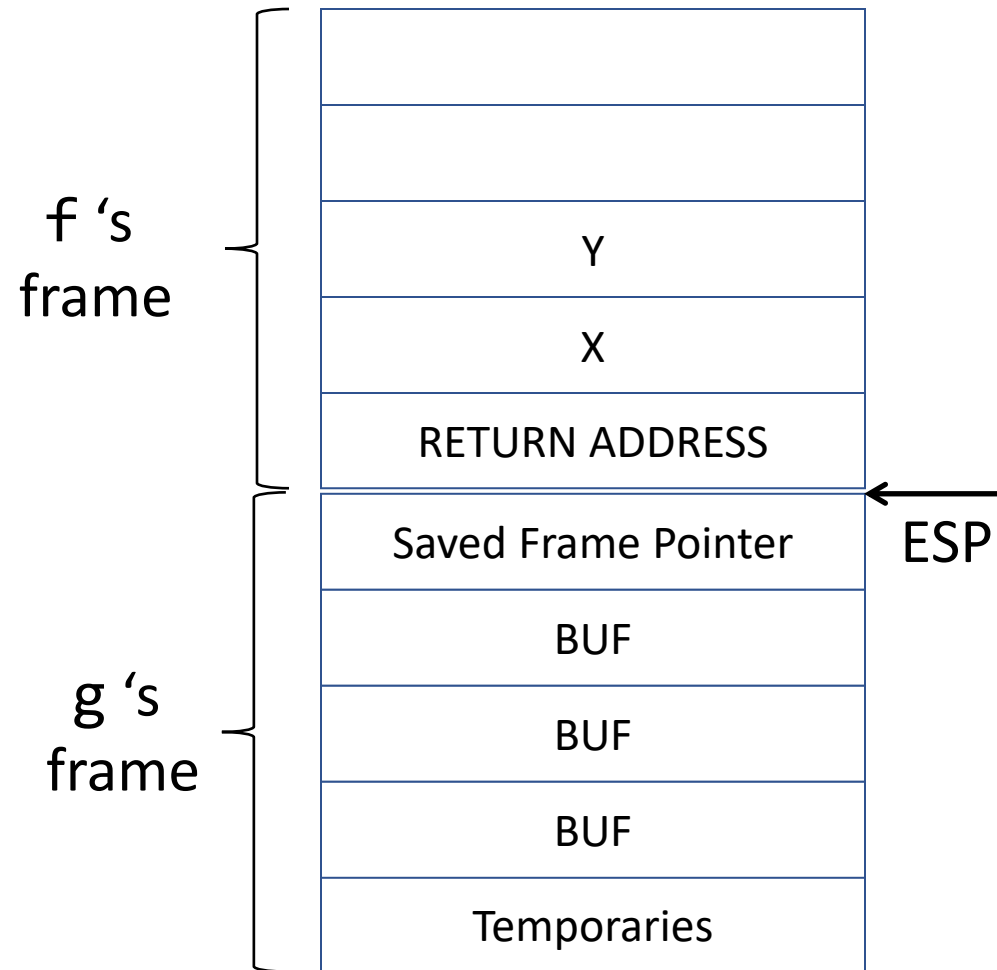 f ‘s
frame
Y
X
RETURN ADDRESS
ESP
Saved Frame Pointer
BUF
g ‘s
frame
BUF
BUF
Temporaries